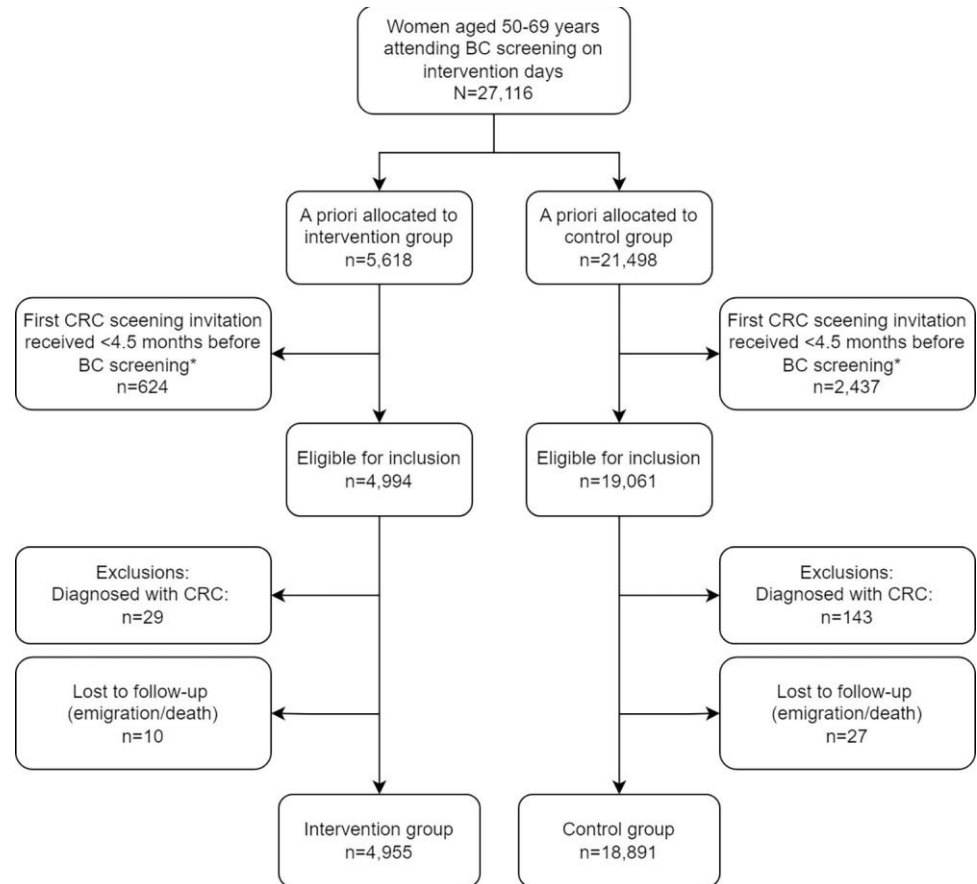 Women aged 50-69 years
attending BC screening on
intervention days
N=27,116
A priori allocated to
intervention group
n=5,618
A priori allocated to
control group
n=21,498
First CRC sceening invitation
received <4.5 months before
BC screening*
n=624
First CRC sceening invitation
received <4.5 months before
BC screening*
n=2,437
Eligible for inclusion
n=4,994
Eligible for inclusion
n=19,061
Exclusions:
Diagnosed with CRC:
n=29
Exclusions:
Diagnosed with CRC:
n=143
Lost to follow-up
(emigration/death)
n=10
Lost to follow-up
(emigration/death)
n=27
Intervention group
n=4,955
Control group
n=18,891